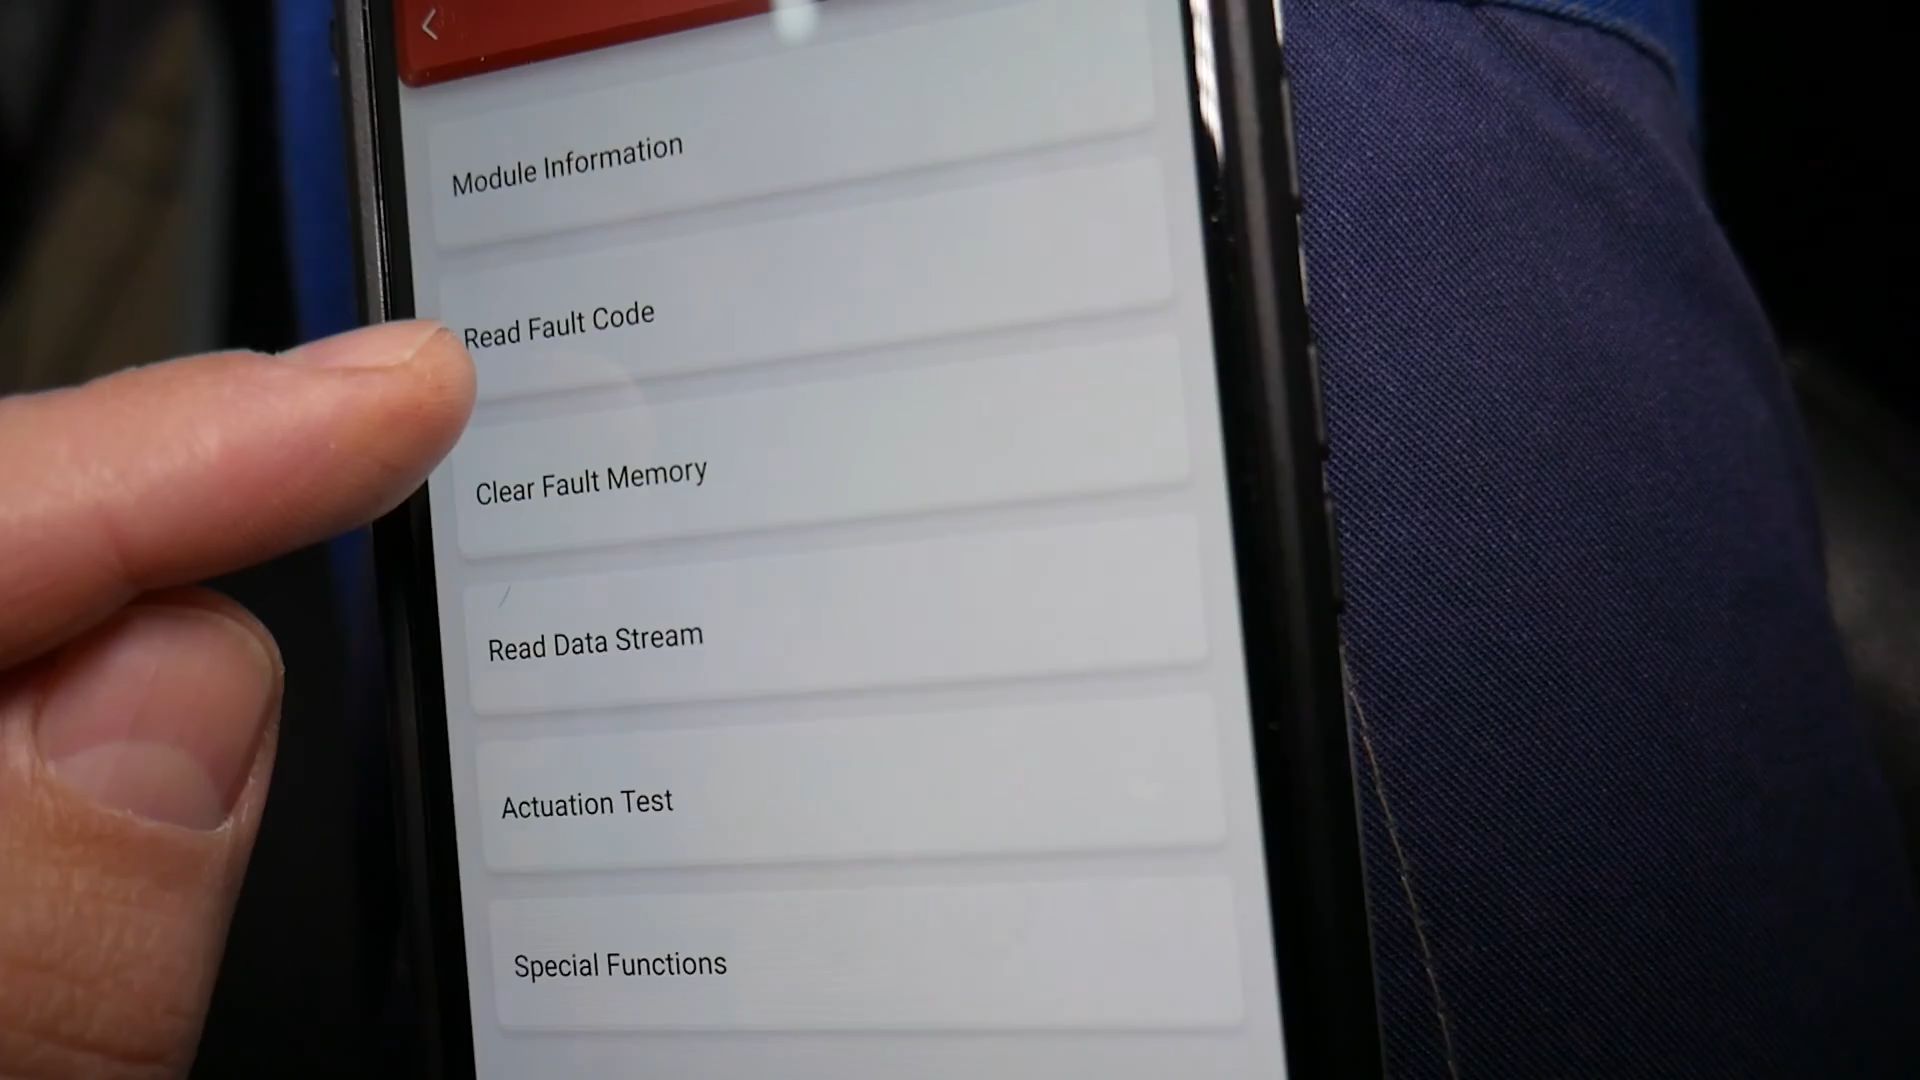 Module Information
Read Fault Code
Clear Fault Memory
Read Data Stream
Actuation Test
Special Functions